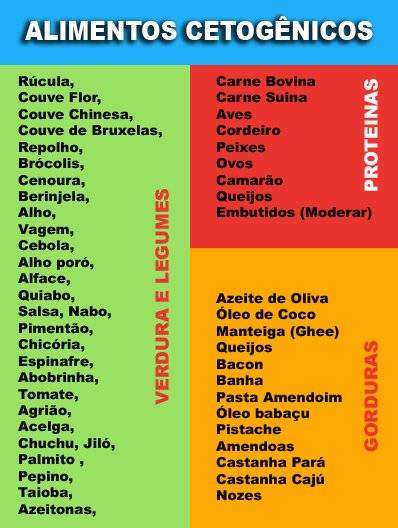 ALIMENTOS CETOGÊNICOS
Rúcula,
Couve Flor,
Couve Chinesa,
Couve de Bruxelas,
Repolho,
Brócolis,
Cenoura,
Berinjela,
Alho,
Vagem,
Cebola,
Alho poró,
Alface,
Quiabo,
Salsa, Nabo,
Pimentão,
Chicória,
Espinafre,
Abobrinha,
Tomate,
Agrião,
Acelga,
Chuchu, Jiló,
Palmito ,
Pepino,
Taioba,
Azeitonas,
VERDURA E LEGUMES
Carne Bovina
Carne Suina
Aves
Cordeiro
Peixes
Ovos
Camarão
Queijos
Embutidos (Moderar)
PROTEINAS
Azeite de Oliva
Óleo de Coco
Manteiga (Ghee)
Queijos
Bacon
Banha
Pasta Amendoim
Óleo babaçu
Pistache
Amendoas
Castanha Pará
Castanha Cajú
Nozes
GORDURAS